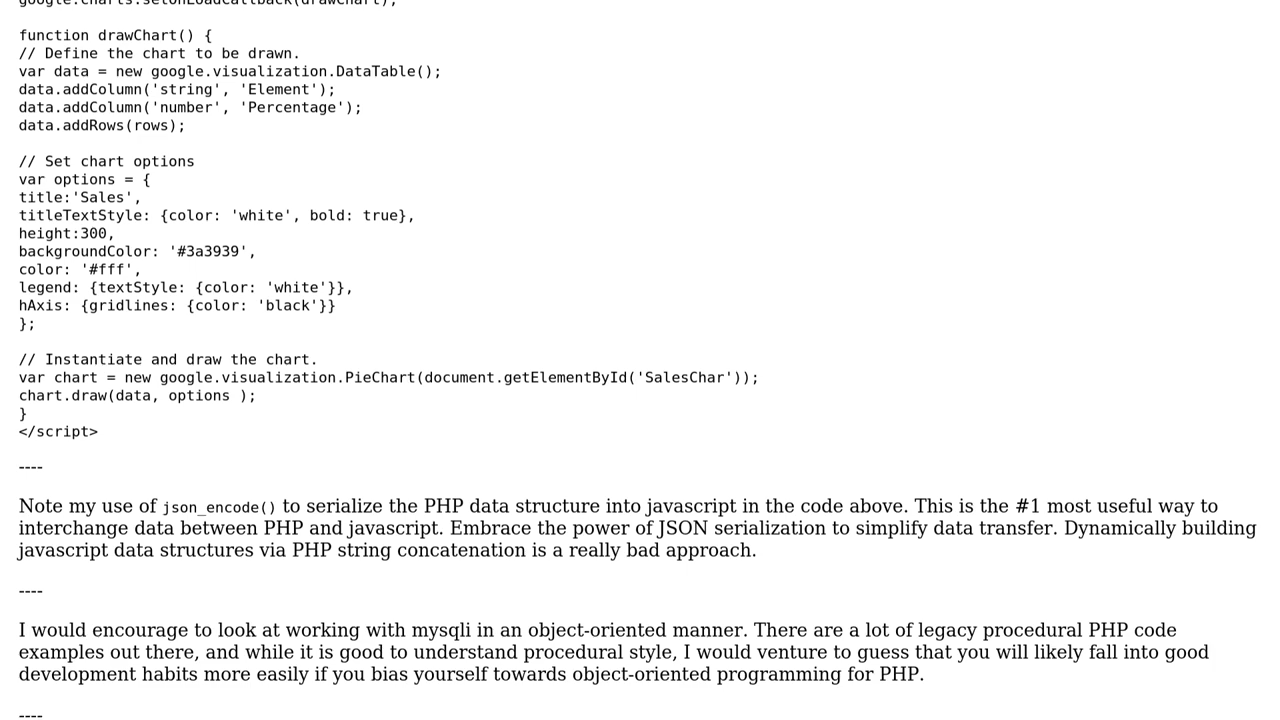 google.charts.setOnLoadCallback(drawChart);
function drawChart() {
// Define the chart to be drawn.
var data = new google.visualization.DataTable();
data.addColumn('string', 'Element');
data.addColumn('number', 'Percentage');
data.addRows(rows);
// Set chart options
var options = {
title:'Sales',
titleTextStyle: {color: 'white', bold: true},
height:300,
backgroundColor: '#3a3939',
color: '#fff',
legend: {textStyle: {color: 'white'}},
hAxis: {gridlines: {color: 'black'}}
};
// Instantiate and draw the chart.
var chart = new google.visualization.PieChart(document.getElementById('SalesChar'));
chart.draw(data, options );
}
</script>
----
Note my use of json_encode() to serialize the PHP data structure into javascript in the code above. This is the #1 most useful way to
interchange data between PHP and javascript. Embrace the power of JSON serialization to simplify data transfer. Dynamically building
javascript data structures via PHP string concatenation is a really bad approach.
----
I would encourage to look at working with mysqli in an object-oriented manner. There are a lot of legacy procedural PHP code
examples out there, and while it is good to understand procedural style, I would venture to guess that you will likely fall into good
development habits more easily if you bias yourself towards object-oriented programming for PHP.
----